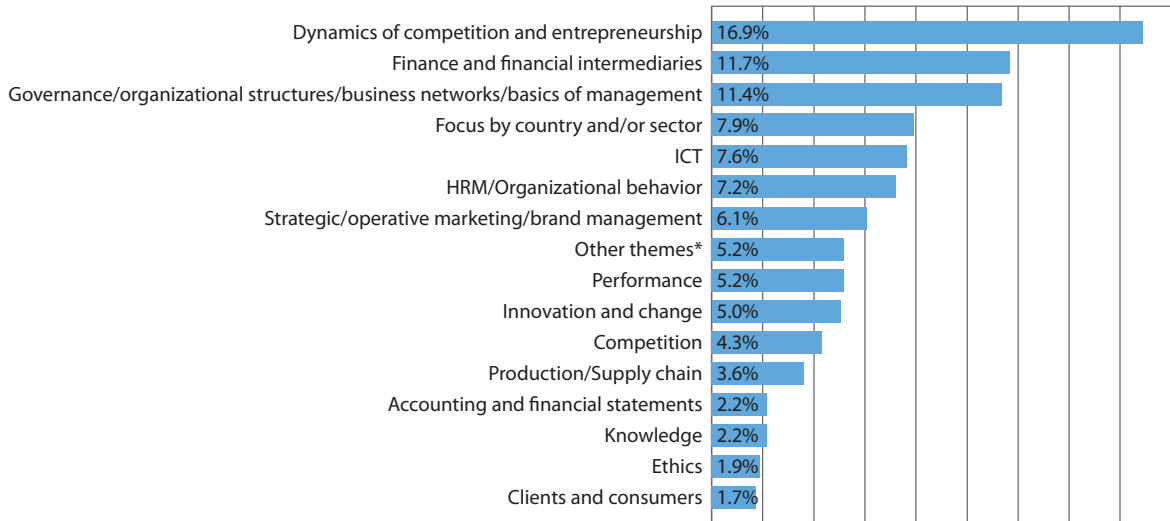 Dynamics of competition and entrepreneurship 16.9%
Finance and financial intermediaries 11.7%
Governance/organizational structures/business networks/basics of management 11.4%
Focus by country and/or sector 7.9%
ICT 7.6%
HRM/Organizational behavior 7.2%
Strategic/operative marketing/brand management 6.1%
Other themes* 5.2%
Performance 5.2%
Innovation and change 5.0%
Competition 4.3%
Production/Supply chain 3.6%
Accounting and financial statements 2.2%
Knowledge 2.2%
Ethics 1.9%
Clients and consumers 1.7%